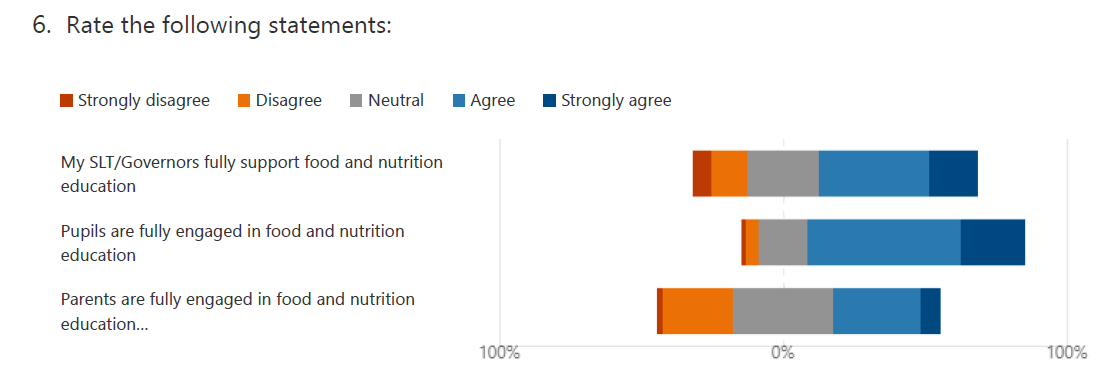 6. Rate the following statements:
Strongly disagree Disagree Neutral Agree Strongly agree
My SLT/Governors fully support food and nutrition
education
Pupils are fully engaged in food and nutrition
education
Parents are fully engaged in food and nutrition
education...
100% 0% 100%